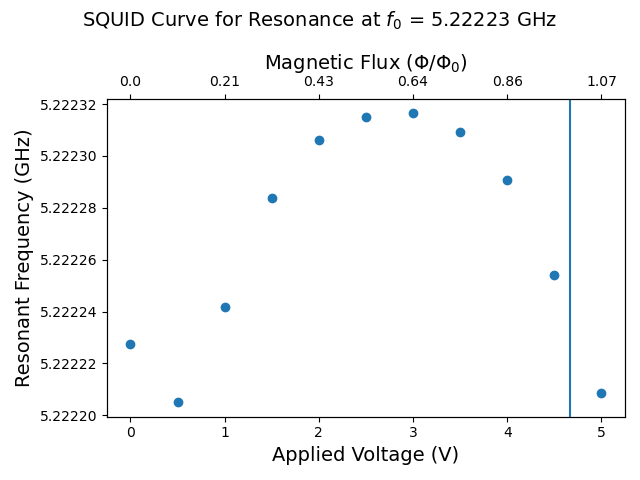 SQUID Curve for Resonance at f₀ = 5.22223 GHz
Magnetic Flux (Φ/Φ₀)
0.0 0.21 0.43 0.64 0.86 1.07
5.22232
5.22230
5.22228
5.22226
5.22224
5.22222
5.22220
Resonant Frequency (GHz)
0 1 2 3 4 5
Applied Voltage (V)